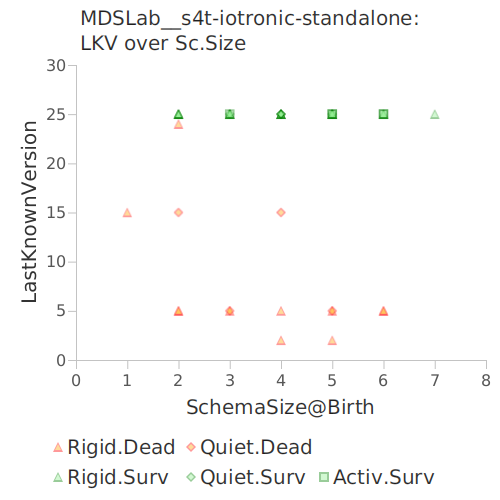 MDSLab__s4t-iotronic-standalone:
LKV over Sc.Size
30
25
20
15
10
5
0
LastKnownVersion
0 1 2 3 4 5 6 7 8
SchemaSize@Birth
Rigid.Dead Quiet.Dead
Rigid.Surv Quiet.Surv Activ.Surv